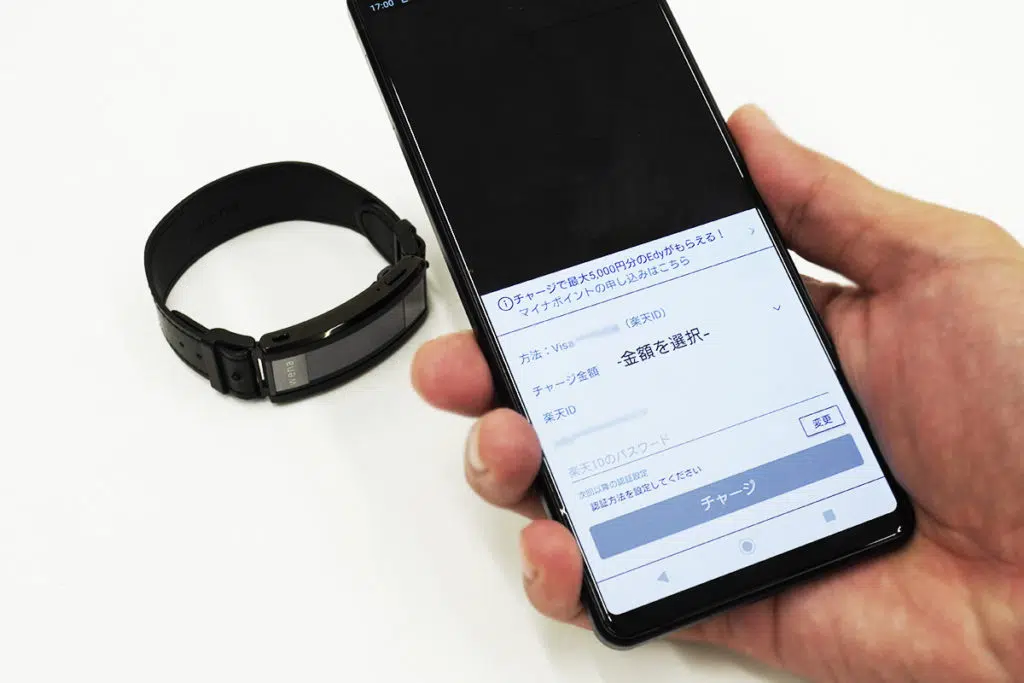 17:00
チャージで最大5,000円分のEdyがもらえる！
マイナポイントの申し込みはこちら
方法：Visa （楽天ID）
チャージ金額 -金額を選択-
楽天ID
楽天IDのパスワード
次回以降の認証設定
認証方法を設定してください
変更
チャージ
wena